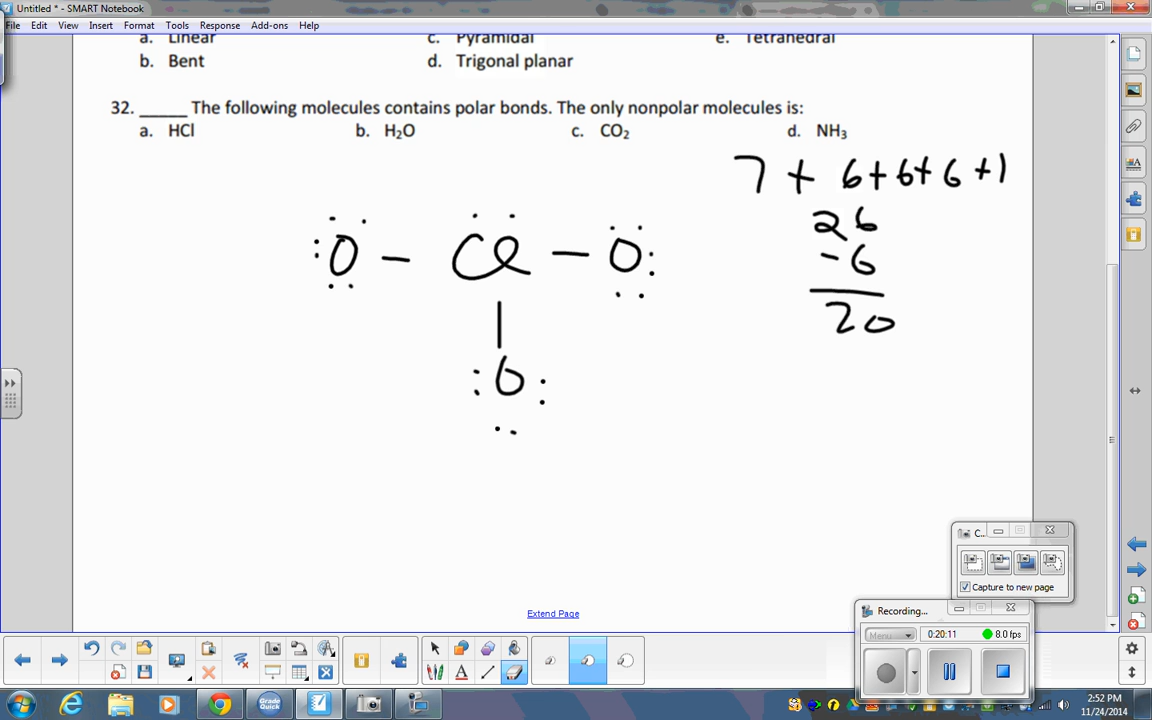 Untitled * - SMART Notebook
File Edit View Insert Format Tools Response Add-ons Help
a. Linear c. Pyramidal e. Tetrahedral
b. Bent d. Trigonal planar
32. _____ The following molecules contains polar bonds. The only nonpolar molecules is:
a. HCl b. H₂O c. CO₂ d. NH₃
7 + 6+6+6+1
26
-6
20
:O - Cl - O:
|
:O:
C...
Capture to new page
Extend Page
Recording...
Menu 0:20:11 8.0 fps
Grade Quick
2:52 PM
11/24/2014